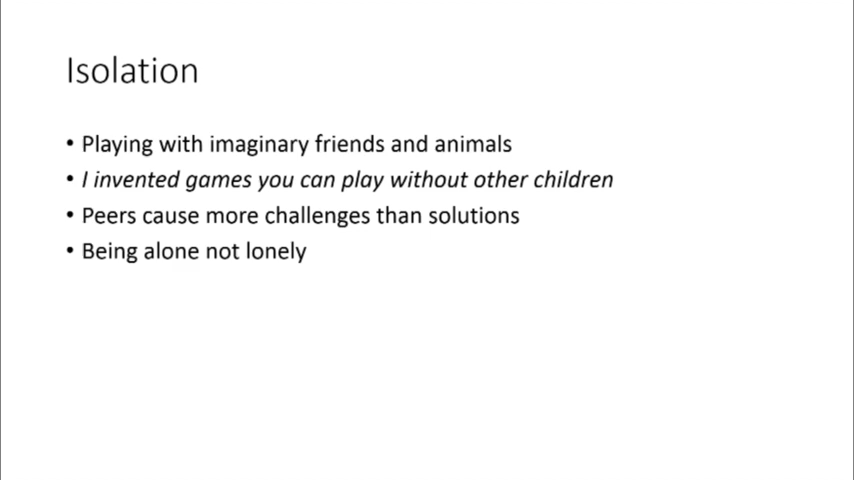 Isolation
• Playing with imaginary friends and animals
• I invented games you can play without other children
• Peers cause more challenges than solutions
• Being alone not lonely